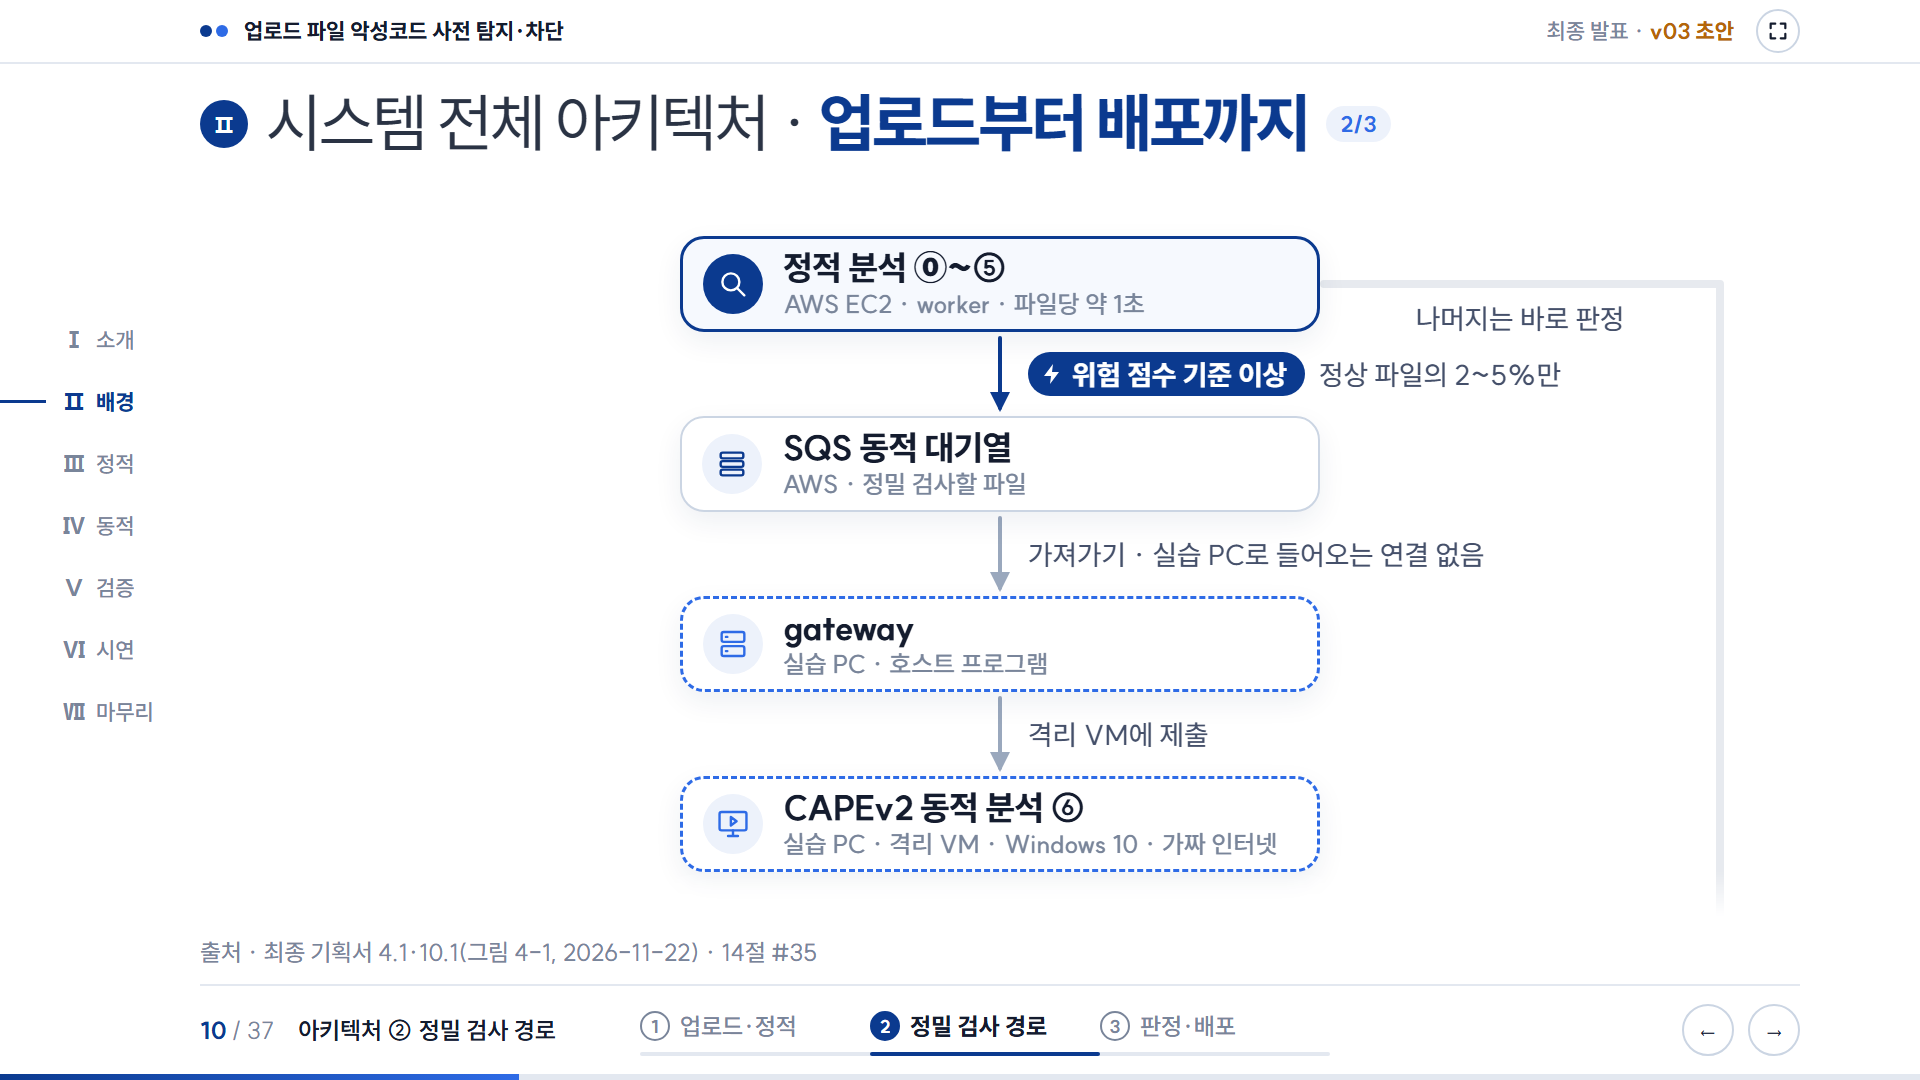 업로드 파일 악성코드 사전 탐지·차단
최종 발표 · v03 초안
Ⅱ 시스템 전체 아키텍처 · 업로드부터 배포까지 2/3
Ⅰ 소개
Ⅱ 배경
Ⅲ 정적
Ⅳ 동적
Ⅴ 검증
Ⅵ 시연
Ⅶ 마무리
정적 분석 ⓪~⑤
AWS EC2 · worker · 파일당 약 1초
나머지는 바로 판정
위험 점수 기준 이상 정상 파일의 2~5%만
SQS 동적 대기열
AWS · 정밀 검사할 파일
가져가기 · 실습 PC로 들어오는 연결 없음
gateway
실습 PC · 호스트 프로그램
격리 VM에 제출
CAPEv2 동적 분석 ⑥
실습 PC · 격리 VM · Windows 10 · 가짜 인터넷
출처 · 최종 기획서 4.1·10.1(그림 4-1, 2026-11-22) · 14절 #35
10 / 37 아키텍처 ② 정밀 검사 경로
1 업로드·정적
2 정밀 검사 경로
3 판정·배포
← →